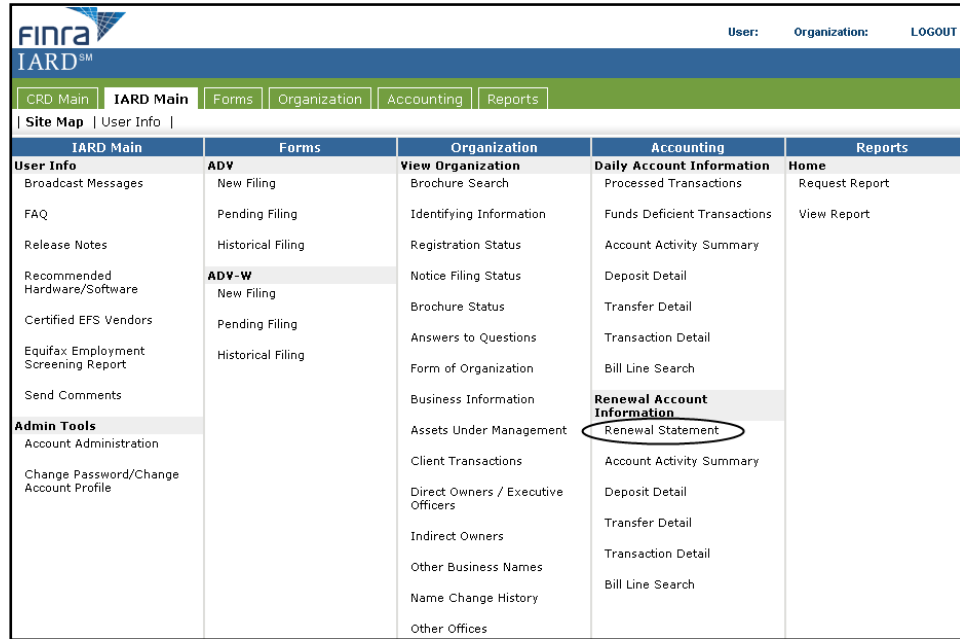 FINRA
User: Organization: LOGOUT
IARD℠
CRD Main IARD Main Forms Organization Accounting Reports
| Site Map | User Info |
IARD Main
User Info
Broadcast Messages
FAQ
Release Notes
Recommended
Hardware/Software
Certified EFS Vendors
Equifax Employment
Screening Report
Send Comments
Admin Tools
Account Administration
Change Password/Change
Account Profile
Forms
ADV
New Filing
Pending Filing
Historical Filing
ADV-W
New Filing
Pending Filing
Historical Filing
Organization
View Organization
Brochure Search
Identifying Information
Registration Status
Notice Filing Status
Brochure Status
Answers to Questions
Form of Organization
Business Information
Assets Under Management
Client Transactions
Direct Owners / Executive
Officers
Indirect Owners
Other Business Names
Name Change History
Other Offices
Accounting
Daily Account Information
Processed Transactions
Funds Deficient Transactions
Account Activity Summary
Deposit Detail
Transfer Detail
Transaction Detail
Bill Line Search
Renewal Account
Information
Renewal Statement
Account Activity Summary
Deposit Detail
Transfer Detail
Transaction Detail
Bill Line Search
Reports
Home
Request Report
View Report